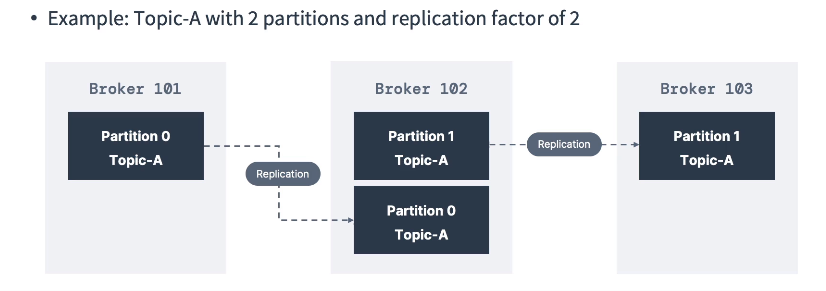 • Example: Topic-A with 2 partitions and replication factor of 2
Broker 101
Partition 0
Topic-A
Replication
Broker 102
Partition 1
Topic-A
Partition 0
Topic-A
Replication
Broker 103
Partition 1
Topic-A